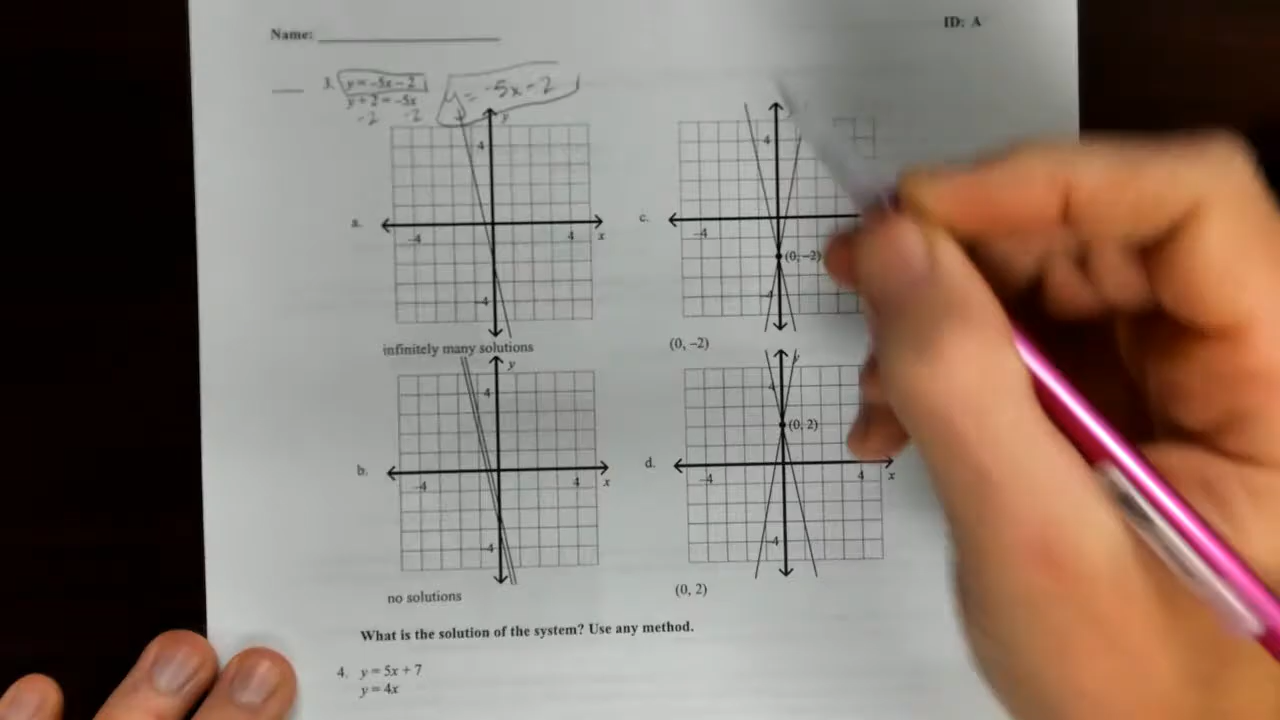 Name:
ID: A
3. y = -5x - 2
y + 2 = -5x
-2 -2
y = -5x - 2
y
4
a.
-4
4
x
-4
infinitely many solutions
c.
4
-4
(0, -2)
-4
(0, -2)
y
4
b.
-4
4
x
-4
no solutions
y
4
(0, 2)
d.
-4
4
x
-4
(0, 2)
What is the solution of the system? Use any method.
4. y = 5x + 7
y = 4x